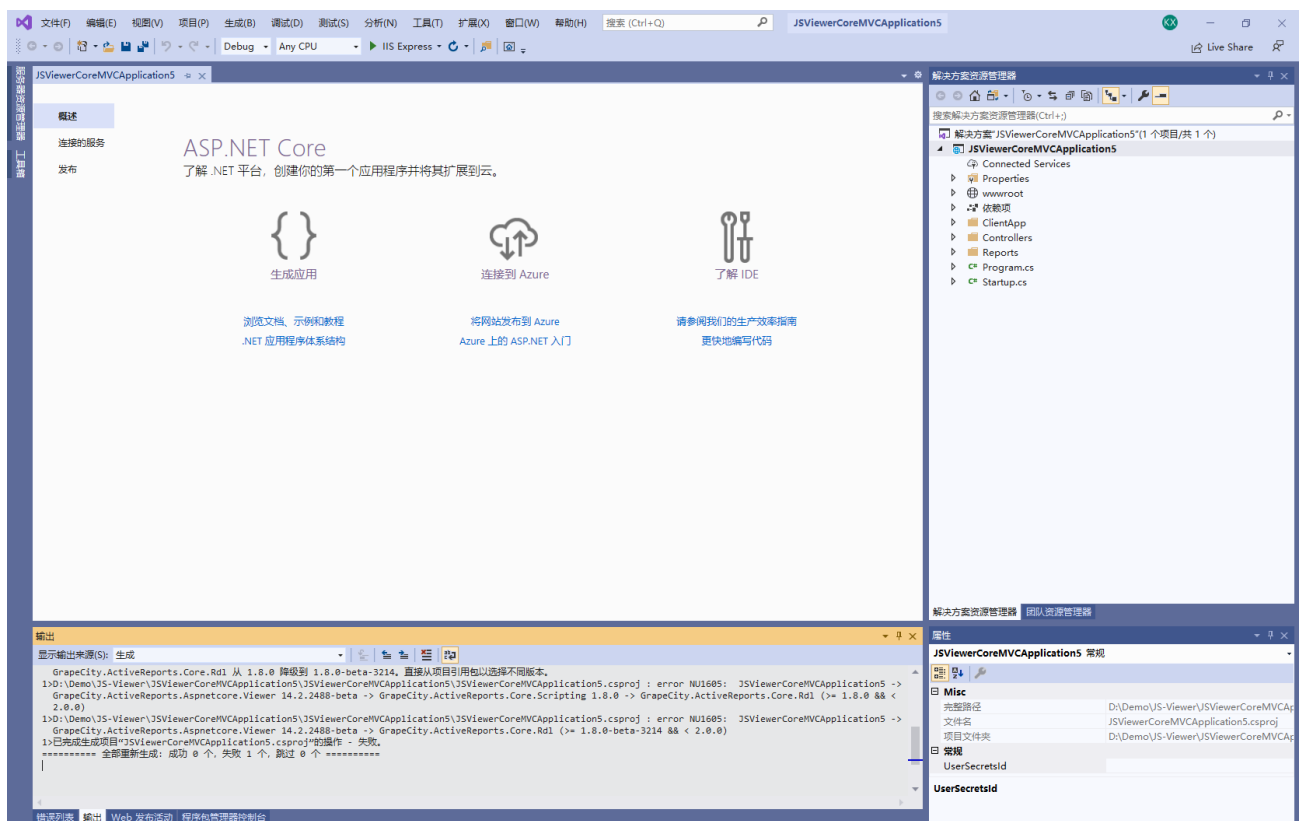 文件(F) 编辑(E) 视图(V) 项目(P) 生成(B) 调试(D) 测试(S) 分析(N) 工具(T) 扩展(X) 窗口(W) 帮助(H) 搜索 (Ctrl+Q) JSViewerCoreMVCApplication5 KX
Debug Any CPU IIS Express Live Share
服务器资源管理器
工具箱
JSViewerCoreMVCApplication5
概述
连接的服务
发布
ASP.NET Core
了解 .NET 平台，创建你的第一个应用程序并将其扩展到云。
生成应用
连接到 Azure
了解 IDE
浏览文档、示例和教程
将网站发布到 Azure
请参阅我们的生产效率指南
.NET 应用程序体系结构
Azure 上的 ASP.NET 入门
更快地编写代码
解决方案资源管理器
搜索解决方案资源管理器(Ctrl+;)
解决方案"JSViewerCoreMVCApplication5"(1 个项目/共 1 个)
JSViewerCoreMVCApplication5
Connected Services
Properties
wwwroot
依赖项
ClientApp
Controllers
Reports
C# Program.cs
C# Startup.cs
解决方案资源管理器 团队资源管理器
输出
显示输出来源(S): 生成
GrapeCity.ActiveReports.Core.Rdl 从 1.8.0 降级到 1.8.0-beta-3214。直接从项目引用包以选择不同版本。
1>D:\Demo\JS-Viewer\JSViewerCoreMVCApplication5\JSViewerCoreMVCApplication5\JSViewerCoreMVCApplication5.csproj : error NU1605:  JSViewerCoreMVCApplication5 ->
GrapeCity.ActiveReports.Aspnetcore.Viewer 14.2.2488-beta -> GrapeCity.ActiveReports.Core.Scripting 1.8.0 -> GrapeCity.ActiveReports.Core.Rdl (>= 1.8.0 && <
2.0.0)
1>D:\Demo\JS-Viewer\JSViewerCoreMVCApplication5\JSViewerCoreMVCApplication5\JSViewerCoreMVCApplication5.csproj : error NU1605:  JSViewerCoreMVCApplication5 ->
GrapeCity.ActiveReports.Aspnetcore.Viewer 14.2.2488-beta -> GrapeCity.ActiveReports.Core.Rdl (>= 1.8.0-beta-3214 && < 2.0.0)
1>已完成生成项目"JSViewerCoreMVCApplication5.csproj"的操作 - 失败。
========== 全部重新生成: 成功 0 个，失败 1 个，跳过 0 个 ==========
错误列表 输出 Web 发布活动 程序包管理器控制台
属性
JSViewerCoreMVCApplication5 常规
Misc
完整路径 D:\Demo\JS-Viewer\JSViewerCoreMVCAp
文件名 JSViewerCoreMVCApplication5.csproj
项目文件夹 D:\Demo\JS-Viewer\JSViewerCoreMVCAp
常规
UserSecretsId
UserSecretsId